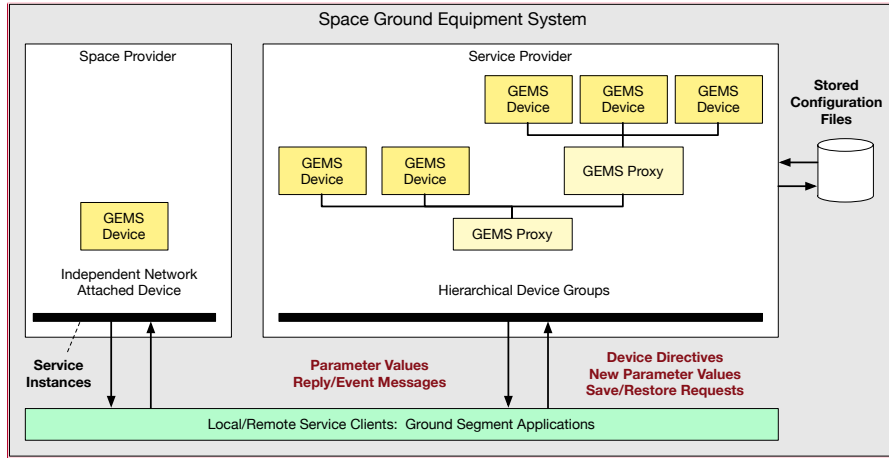 Space Ground Equipment System
Space Provider
Service Provider
GEMS
Device
GEMS
Device
GEMS
Device
Stored
Configuration
Files
GEMS
Device
GEMS
Device
GEMS Proxy
GEMS
Device
GEMS Proxy
Independent Network
Attached Device
Hierarchical Device Groups
Service
Instances
Parameter Values
Reply/Event Messages
Device Directives
New Parameter Values
Save/Restore Requests
Local/Remote Service Clients: Ground Segment Applications